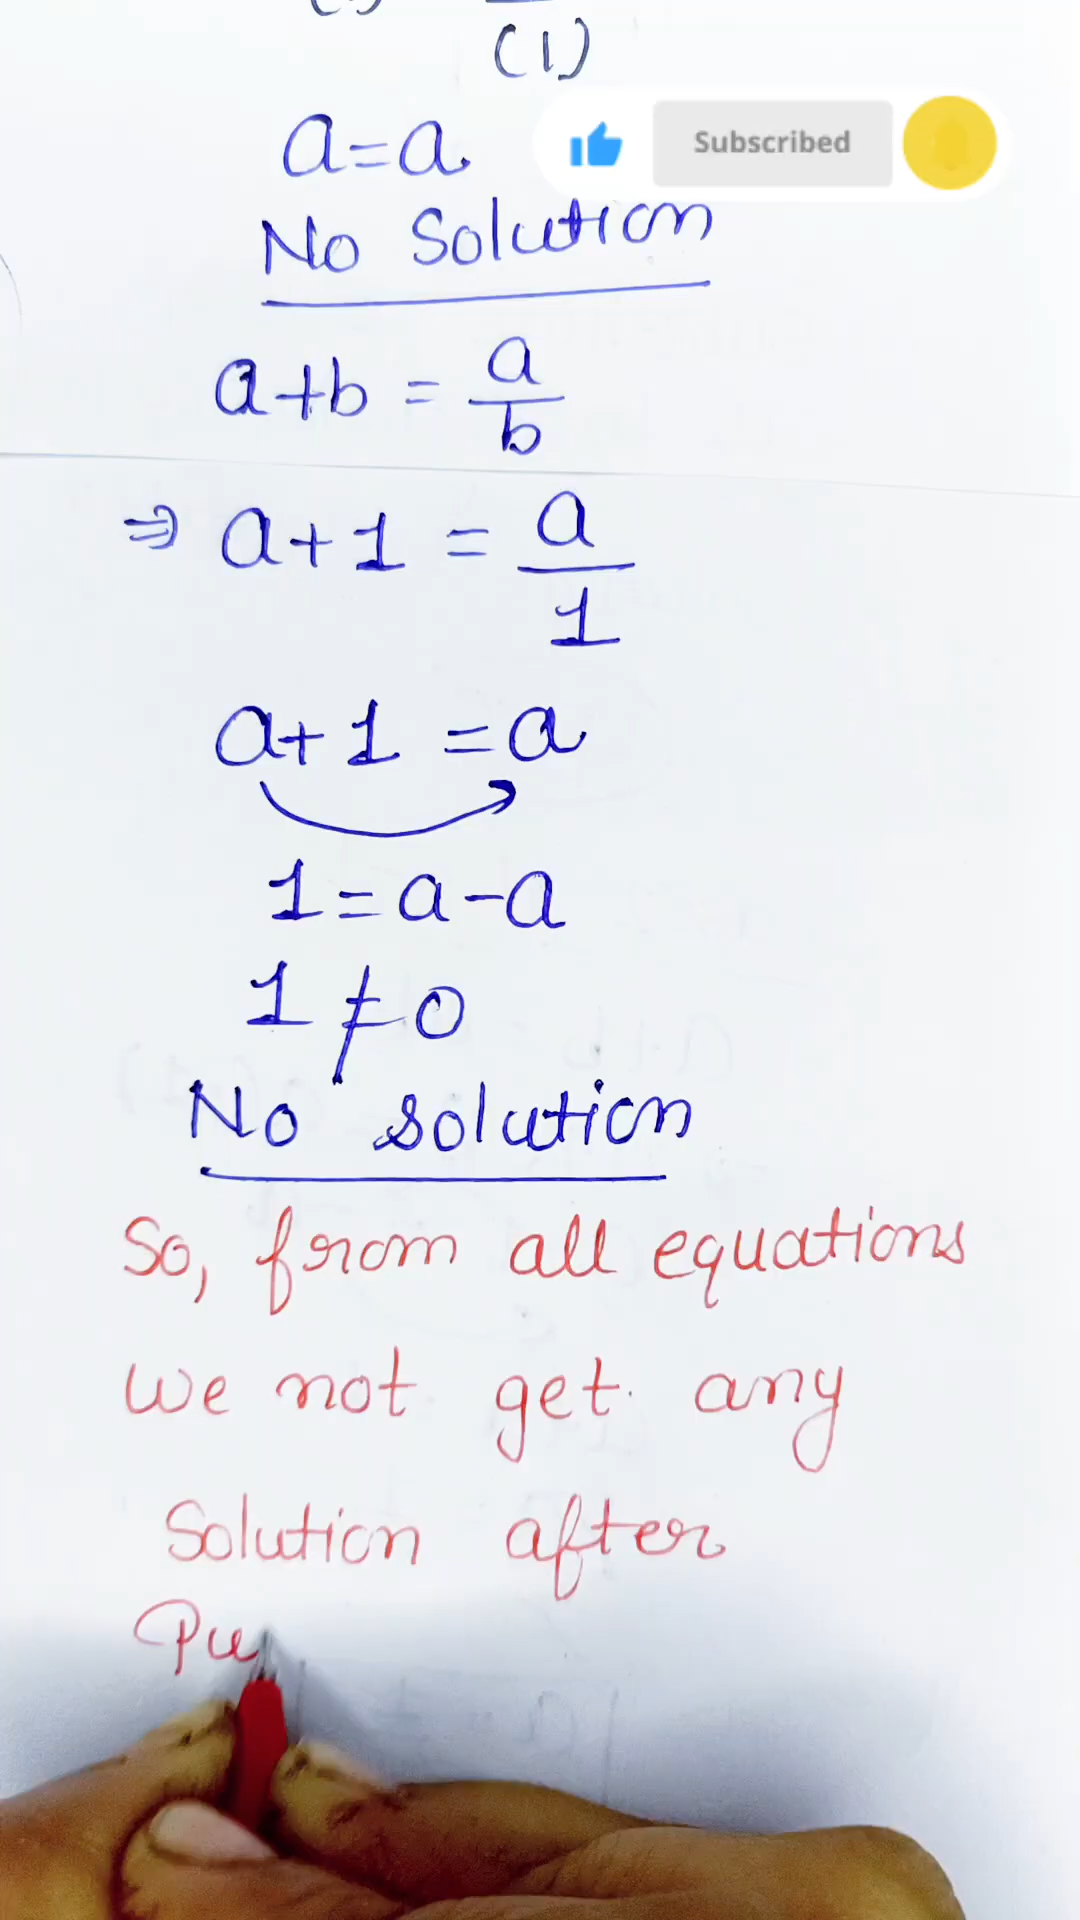 (1)
a=a.
Subscribed
No Solution
a+b = a/b
⇒ a+1 = a/1
a+1 = a
1=a-a
1≠0
No solution
So, from all equations
we not get any
Solution after
Pu